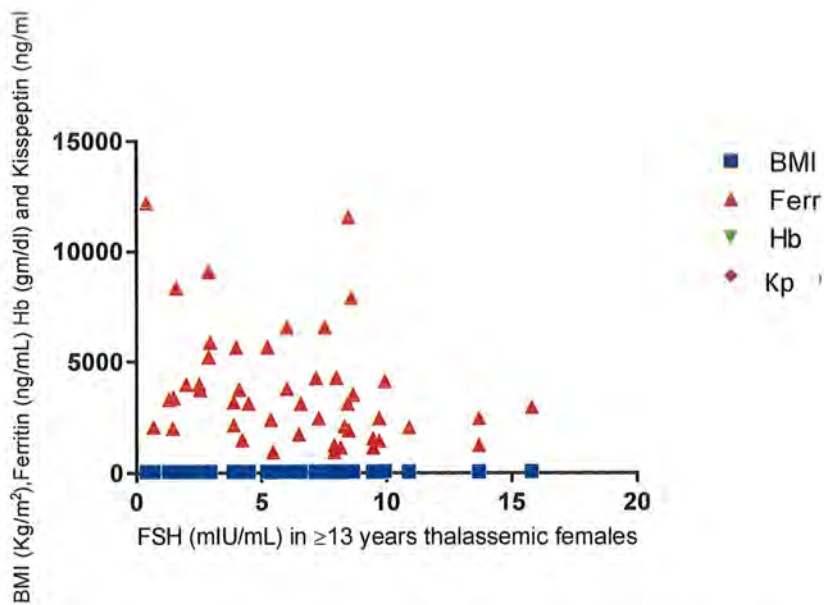 BMI (Kg/m²),Ferritin (ng/mL) Hb (gm/dl) and Kisspeptin (ng/ml
15000
10000
5000
0
0 5 10 15 20
FSH (mIU/mL) in ≥13 years thalassemic females
BMI
Ferr
Hb
Kp